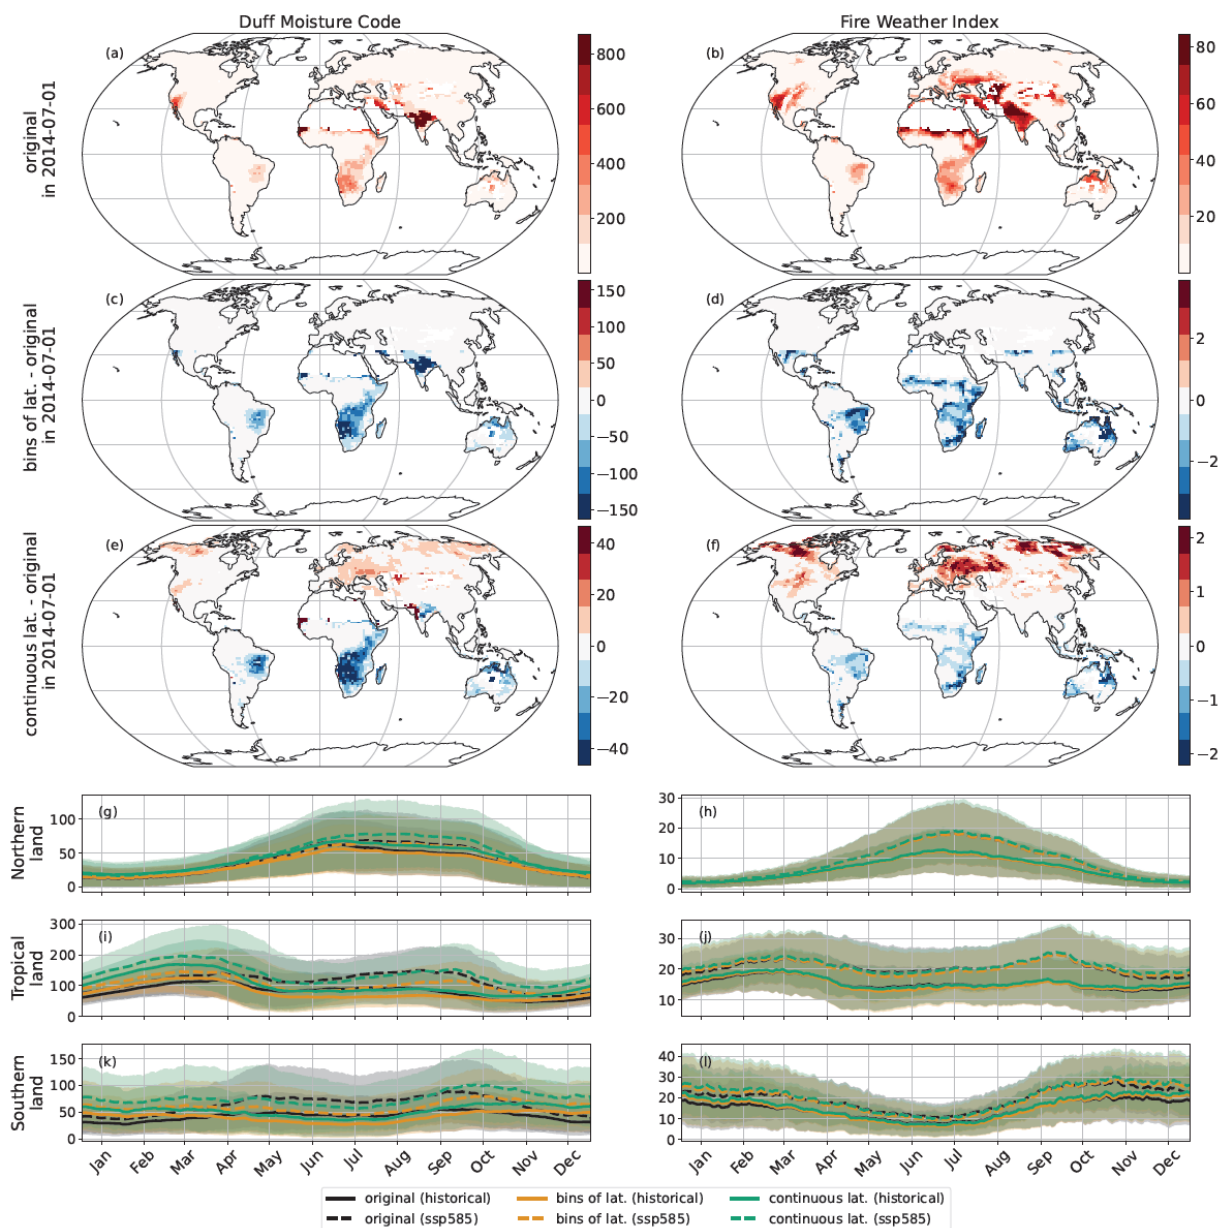 Duff Moisture Code
Fire Weather Index
original
in 2014-07-01
(a)
800
600
400
200
(b)
80
60
40
20
bins of lat. - original
in 2014-07-01
(c)
150
100
50
0
−50
−100
−150
(d)
2
0
−2
continuous lat. - original
in 2014-07-01
(e)
40
20
0
−20
−40
(f)
2
1
0
−1
−2
Northern
land
(g)
100
50
0
(h)
30
20
10
0
Tropical
land
(i)
300
200
100
0
(j)
30
20
10
Southern
land
(k)
150
100
50
0
(l)
40
30
20
10
0
Jan Feb Mar Apr May Jun Jul Aug Sep Oct Nov Dec
Jan Feb Mar Apr May Jun Jul Aug Sep Oct Nov Dec
original (historical) bins of lat. (historical) continuous lat. (historical)
original (ssp585) bins of lat. (ssp585) continuous lat. (ssp585)